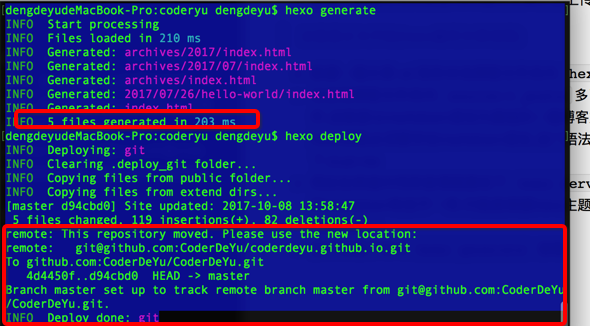 [dengdeyudeMacBook-Pro:coderyu dengdeyu$ hexo generate
INFO  Start processing
INFO  Files loaded in 210 ms
INFO  Generated: archives/2017/index.html
INFO  Generated: archives/2017/07/index.html
INFO  Generated: archives/index.html
INFO  Generated: 2017/07/26/hello-world/index.html
INFO  Generated: index.html
INFO  5 files generated in 203 ms
[dengdeyudeMacBook-Pro:coderyu dengdeyu$ hexo deploy
INFO  Deploying: git
INFO  Clearing .deploy_git folder...
INFO  Copying files from public folder...
INFO  Copying files from extend dirs...
[master d94cbd0] Site updated: 2017-10-08 13:58:47
 5 files changed, 119 insertions(+), 82 deletions(-)
remote: This repository moved. Please use the new location:
remote:   git@github.com:CoderDeYu/coderdeyu.github.io.git
To github.com:CoderDeYu/CoderDeYu.git
   4d4450f..d94cbd0  HEAD -> master
Branch master set up to track remote branch master from git@github.com:CoderDeYu
/CoderDeYu.git.
INFO  Deploy done: git
hex
多
博客
语法
erv
主题